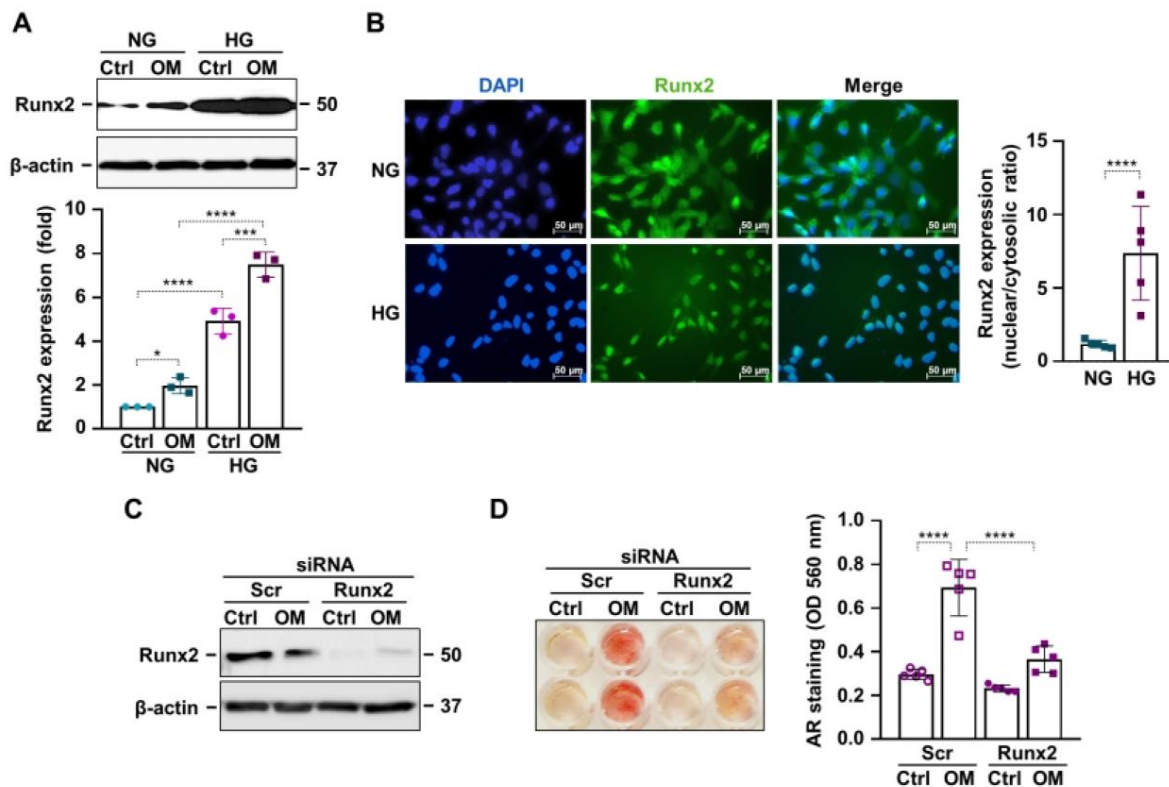 A
NG HG
Ctrl OM Ctrl OM
Runx2 50
β-actin 37
Runx2 expression (fold)
10
8
6
4
2
0
****
***
****
*
Ctrl OM Ctrl OM
NG HG
B
DAPI Runx2 Merge
NG
50 μm 50 μm 50 μm
HG
50 μm 50 μm 50 μm
Runx2 expression
(nuclear/cytosolic ratio)
15
10
5
0
****
NG HG
C
siRNA
Scr Runx2
Ctrl OM Ctrl OM
Runx2 50
β-actin 37
D
siRNA
Scr Runx2
Ctrl OM Ctrl OM
AR staining (OD 560 nm)
1.0
0.8
0.6
0.4
0.2
0.0
**** ****
Scr Runx2
Ctrl OM Ctrl OM